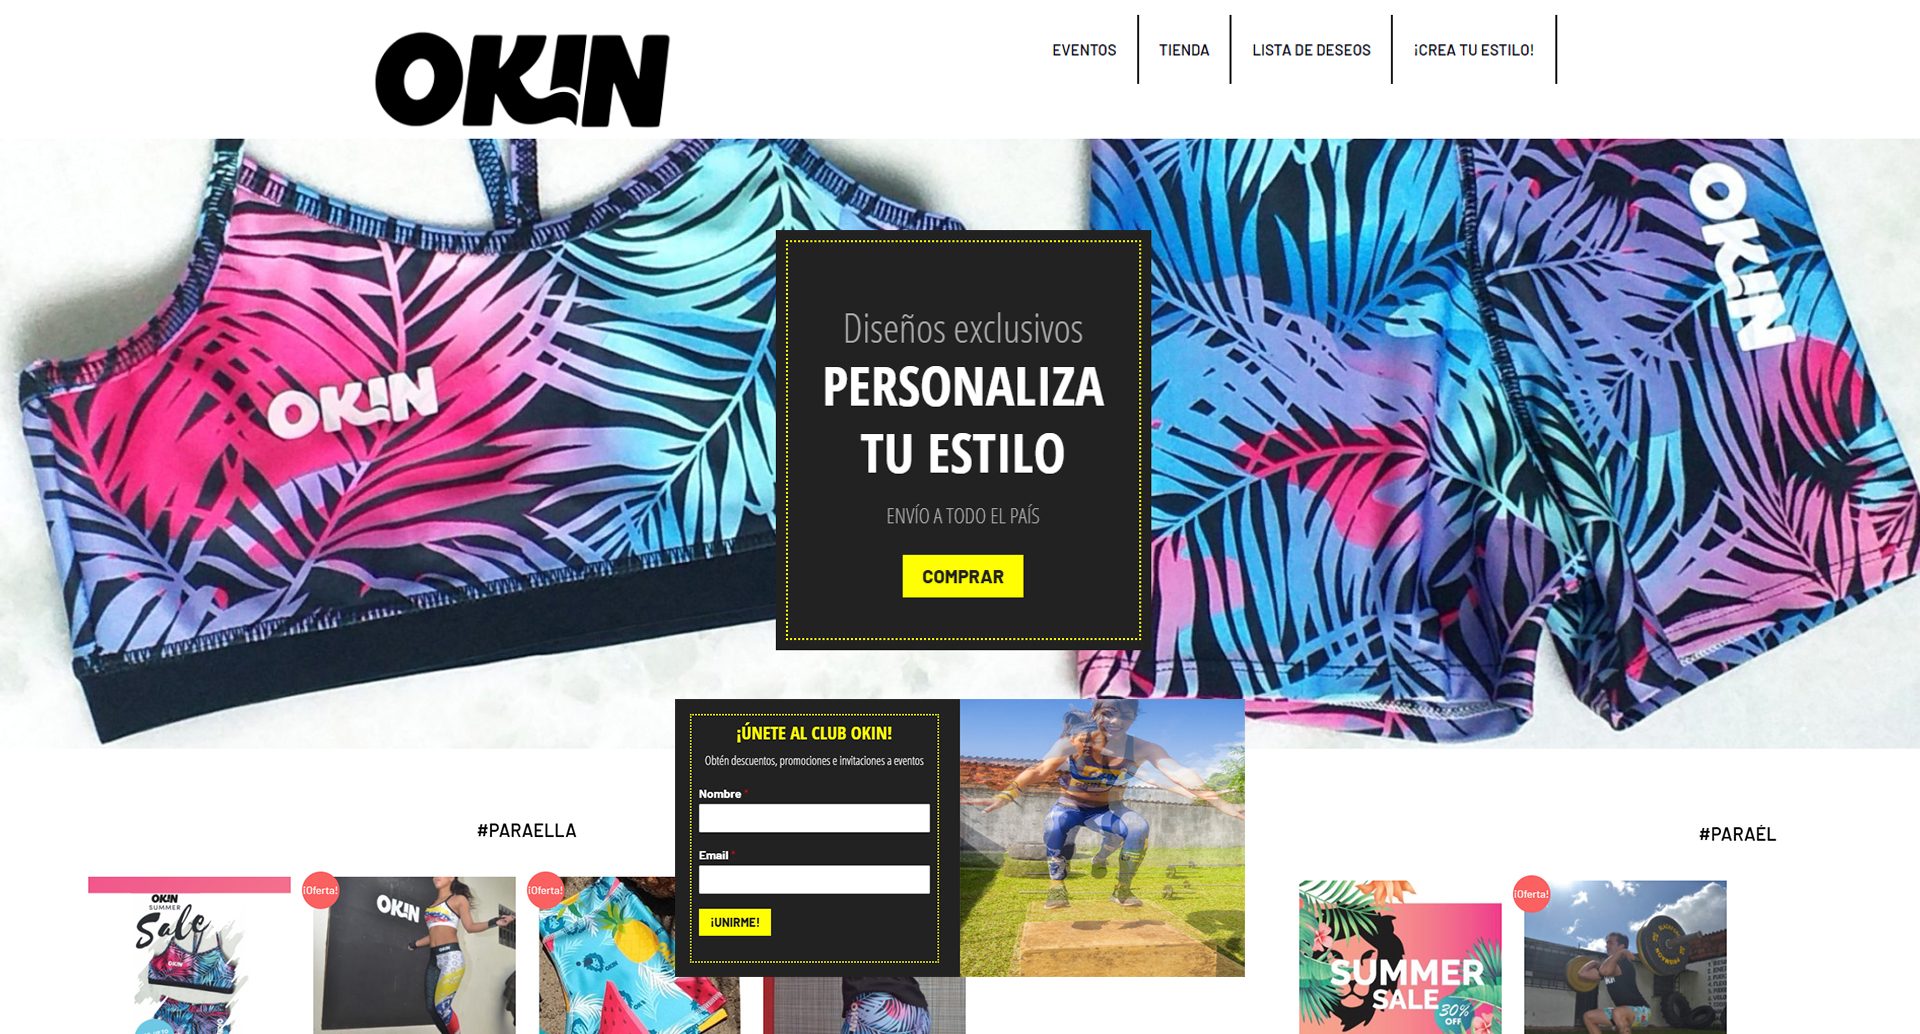 OKIN
EVENTOS
TIENDA
LISTA DE DESEOS
¡CREA TU ESTILO!
OKIN
OKIN
Diseños exclusivos
PERSONALIZA
TU ESTILO
ENVÍO A TODO EL PAÍS
COMPRAR
¡ÚNETE AL CLUB OKIN!
Obtén descuentos, promociones e invitaciones a eventos
Nombre *
Email *
¡UNIRME!
#PARAELLA
#PARAÉL
OKIN
SUMMER
Sale
OKIN
¡Oferta!
OKIN
¡Oferta!
OKIN
SUMMER
SALE
30%
OFF
¡Oferta!